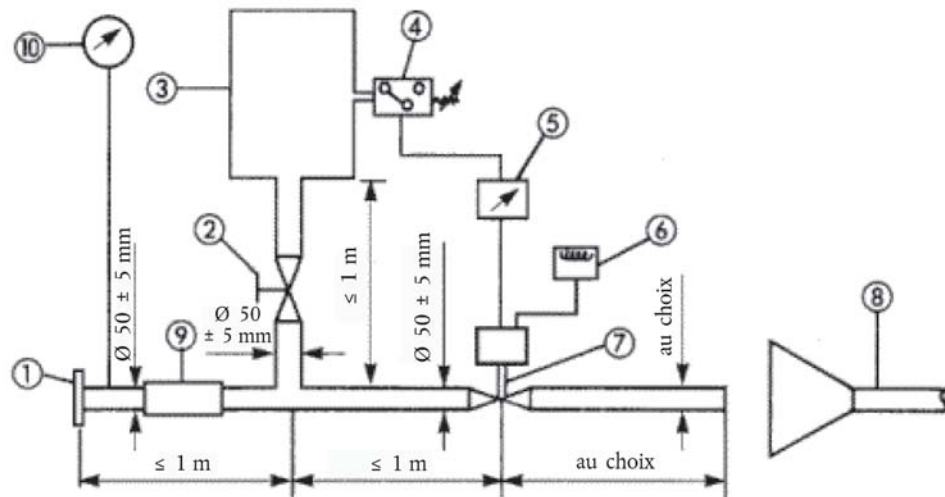 10
3
4
5
2
6
≤ 1 m
Ø 50 ± 5 mm
Ø 50
± 5 mm
Ø 50 ± 5 mm
au choix
7
8
9
1
≤ 1 m
≤ 1 m
au choix